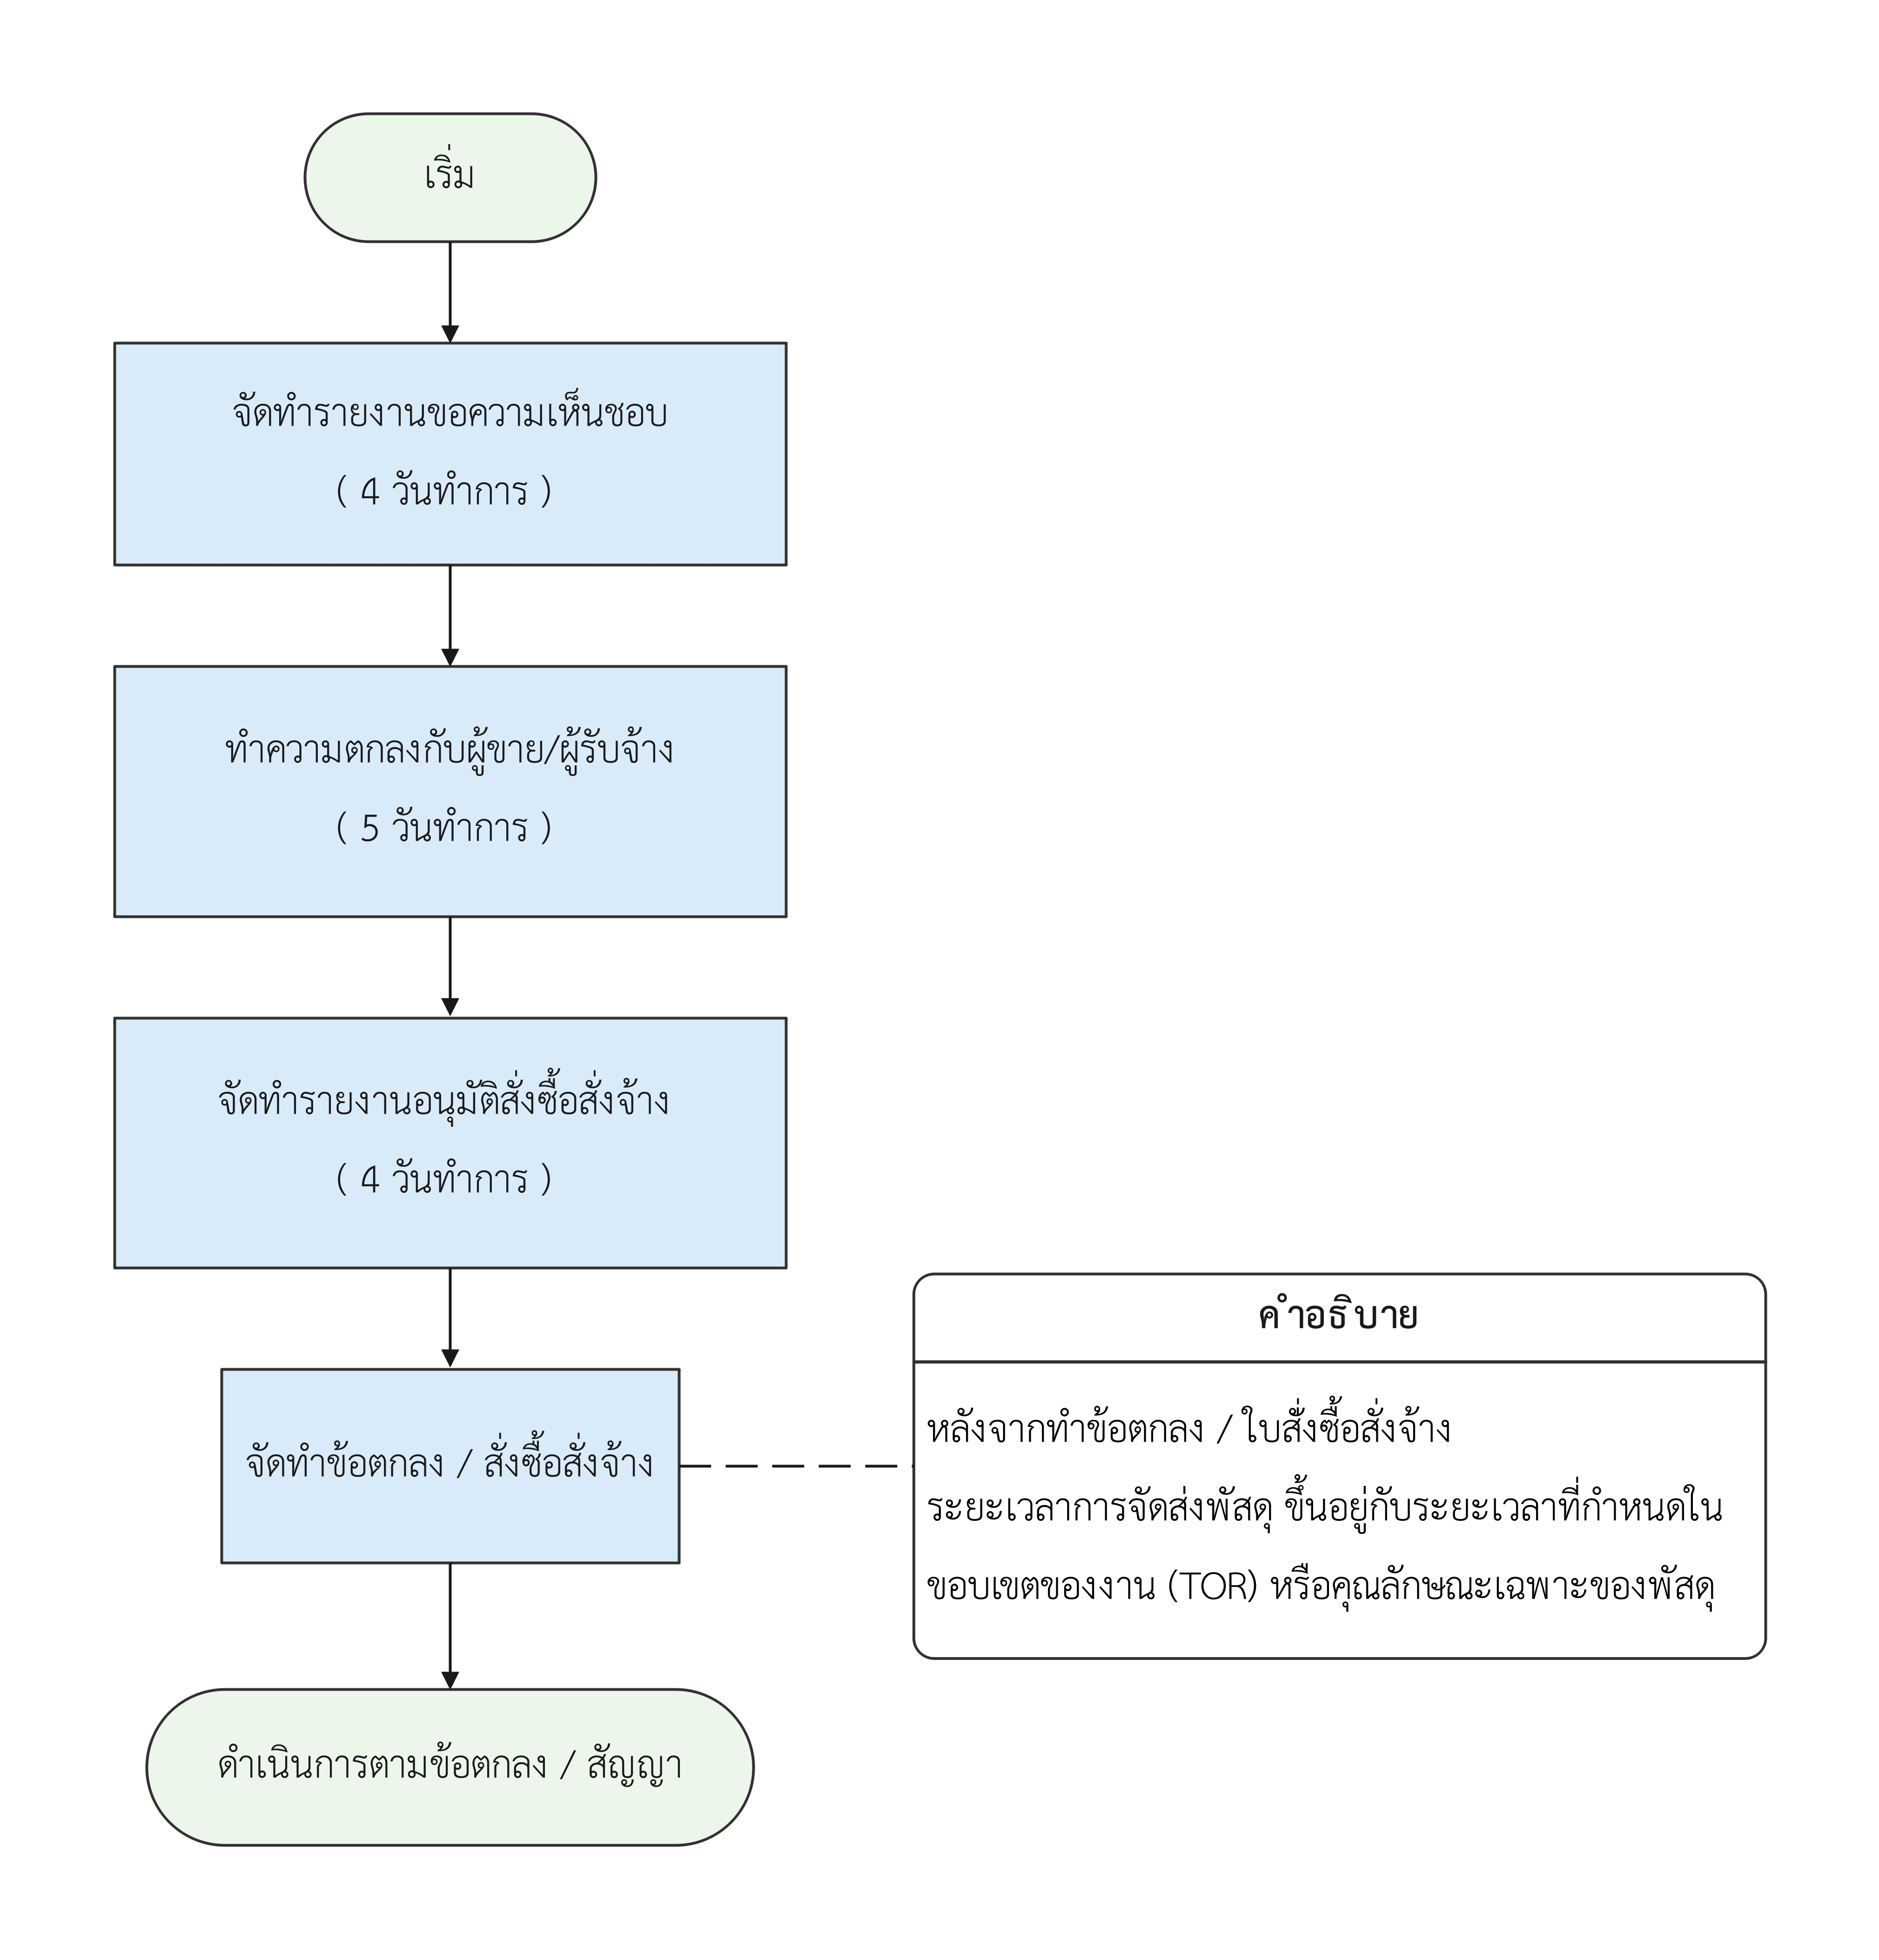 เริ่ม
จัดทำรายงานขอความเห็นชอบ
( 4 วันทำการ )
ทำความตกลงกับผู้ขาย/ผู้รับจ้าง
( 5 วันทำการ )
จัดทำรายงานอนุมัติสั่งซื้อสั่งจ้าง
( 4 วันทำการ )
จัดทำข้อตกลง / สั่งซื้อสั่งจ้าง
คำอธิบาย
หลังจากทำข้อตกลง / ใบสั่งซื้อสั่งจ้าง
ระยะเวลาการจัดส่งพัสดุ ขึ้นอยู่กับระยะเวลาที่กำหนดใน
ขอบเขตของงาน (TOR) หรือคุณลักษณะเฉพาะของพัสดุ
ดำเนินการตามข้อตกลง / สัญญา